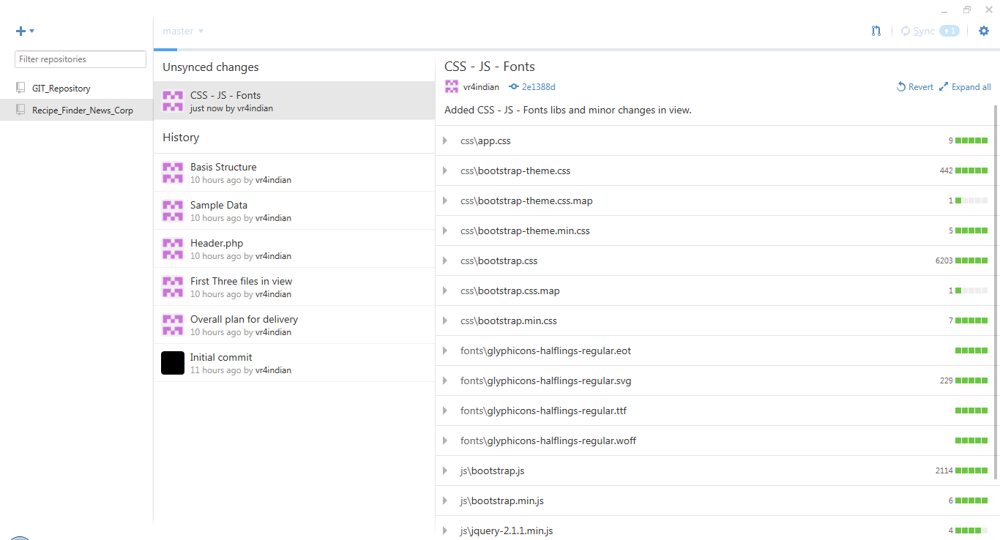 master
Sync
1
Filter repositories
GIT_Repository
Recipe_Finder_News_Corp
Unsynced changes
CSS - JS - Fonts
just now by vr4indian
History
Basis Structure
10 hours ago by vr4indian
Sample Data
10 hours ago by vr4indian
Header.php
10 hours ago by vr4indian
First Three files in view
10 hours ago by vr4indian
Overall plan for delivery
10 hours ago by vr4indian
Initial commit
11 hours ago by vr4indian
CSS - JS - Fonts
vr4indian 2e1388d Revert Expand all
Added CSS - JS - Fonts libs and minor changes in view.
css\app.css 9
css\bootstrap-theme.css 442
css\bootstrap-theme.css.map 1
css\bootstrap-theme.min.css 5
css\bootstrap.css 6203
css\bootstrap.css.map 1
css\bootstrap.min.css 7
fonts\glyphicons-halflings-regular.eot
fonts\glyphicons-halflings-regular.svg 229
fonts\glyphicons-halflings-regular.ttf
fonts\glyphicons-halflings-regular.woff
js\bootstrap.js 2114
js\bootstrap.min.js 6
js\jquery-2.1.1.min.js 4